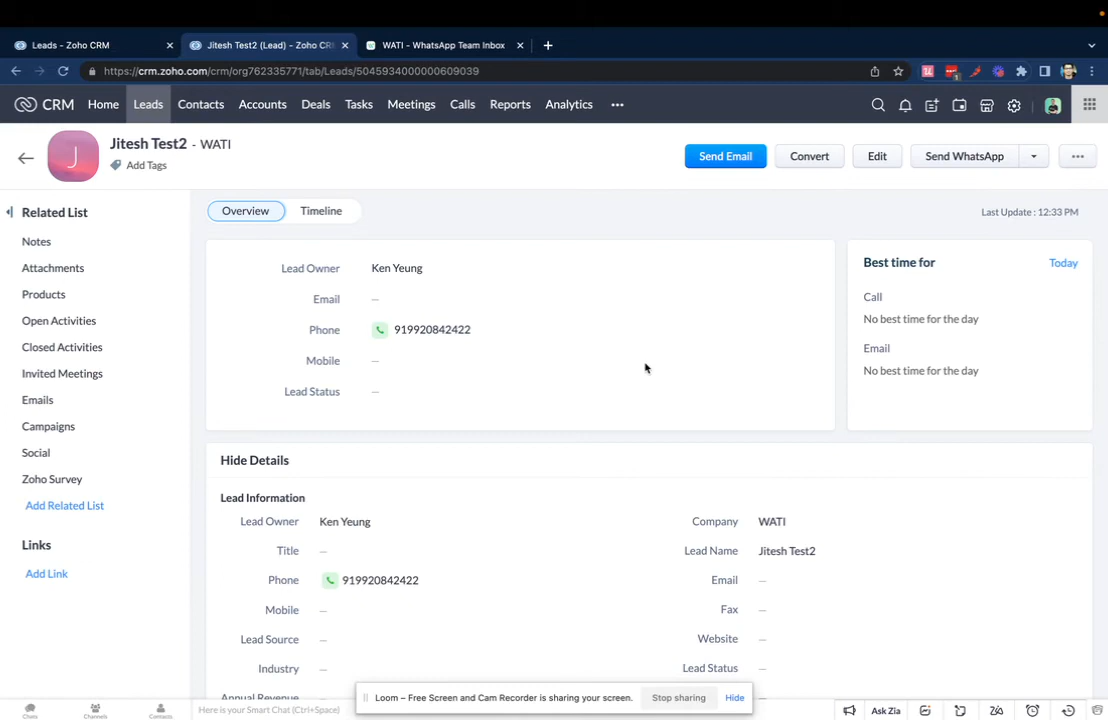 Leads - Zoho CRM
Jitesh Test2 (Lead) - Zoho CR
WATI - WhatsApp Team Inbox
https://crm.zoho.com/crm/org762335771/tab/Leads/5045934000000609039
CRM Home Leads Contacts Accounts Deals Tasks Meetings Calls Reports Analytics
J
Jitesh Test2 - WATI
Add Tags
Send Email Convert Edit Send WhatsApp
Related List
Notes
Attachments
Products
Open Activities
Closed Activities
Invited Meetings
Emails
Campaigns
Social
Zoho Survey
Add Related List
Links
Add Link
Overview Timeline
Last Update : 12:33 PM
Lead Owner Ken Yeung
Email —
Phone 919920842422
Mobile —
Lead Status —
Best time for Today
Call
No best time for the day
Email
No best time for the day
Hide Details
Lead Information
Lead Owner Ken Yeung
Company WATI
Title —
Lead Name Jitesh Test2
Phone 919920842422
Email —
Mobile —
Fax —
Lead Source —
Website —
Industry —
Lead Status —
Annual Revenue
Loom – Free Screen and Cam Recorder is sharing your screen. Stop sharing Hide
Chats Channels Contacts
Here is your Smart Chat (Ctrl+Space)
Ask Zia